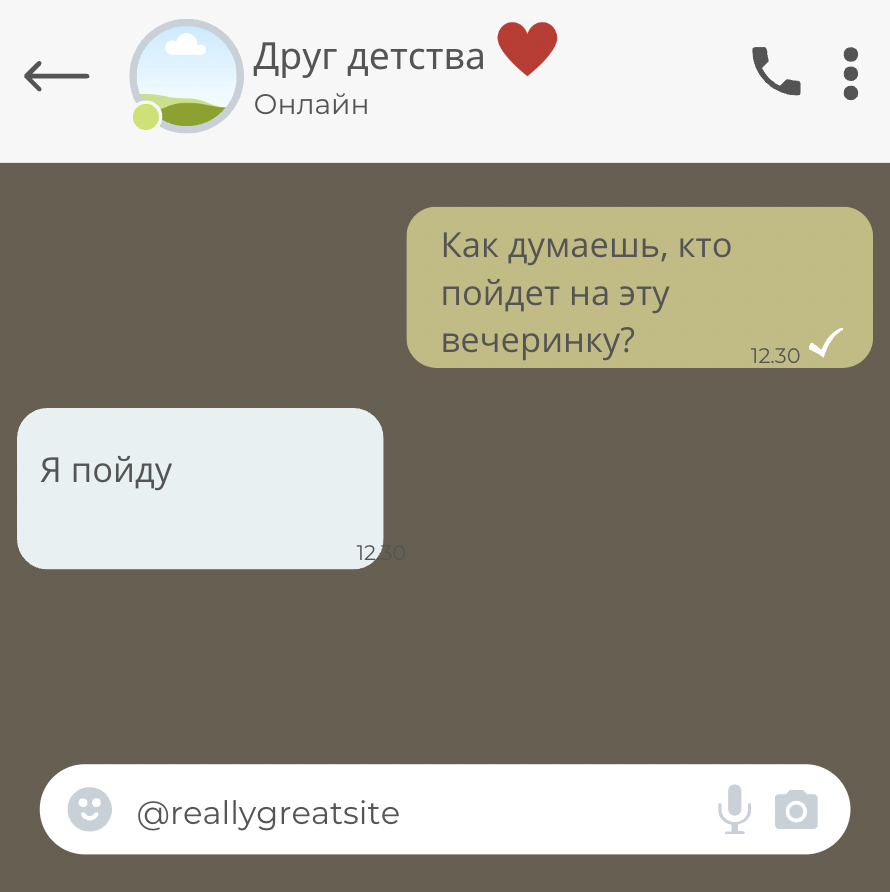 Друг детства
Онлайн
Как думаешь, кто
пойдет на эту
вечеринку?
12.30
Я пойду
12.30
@reallygreatsite